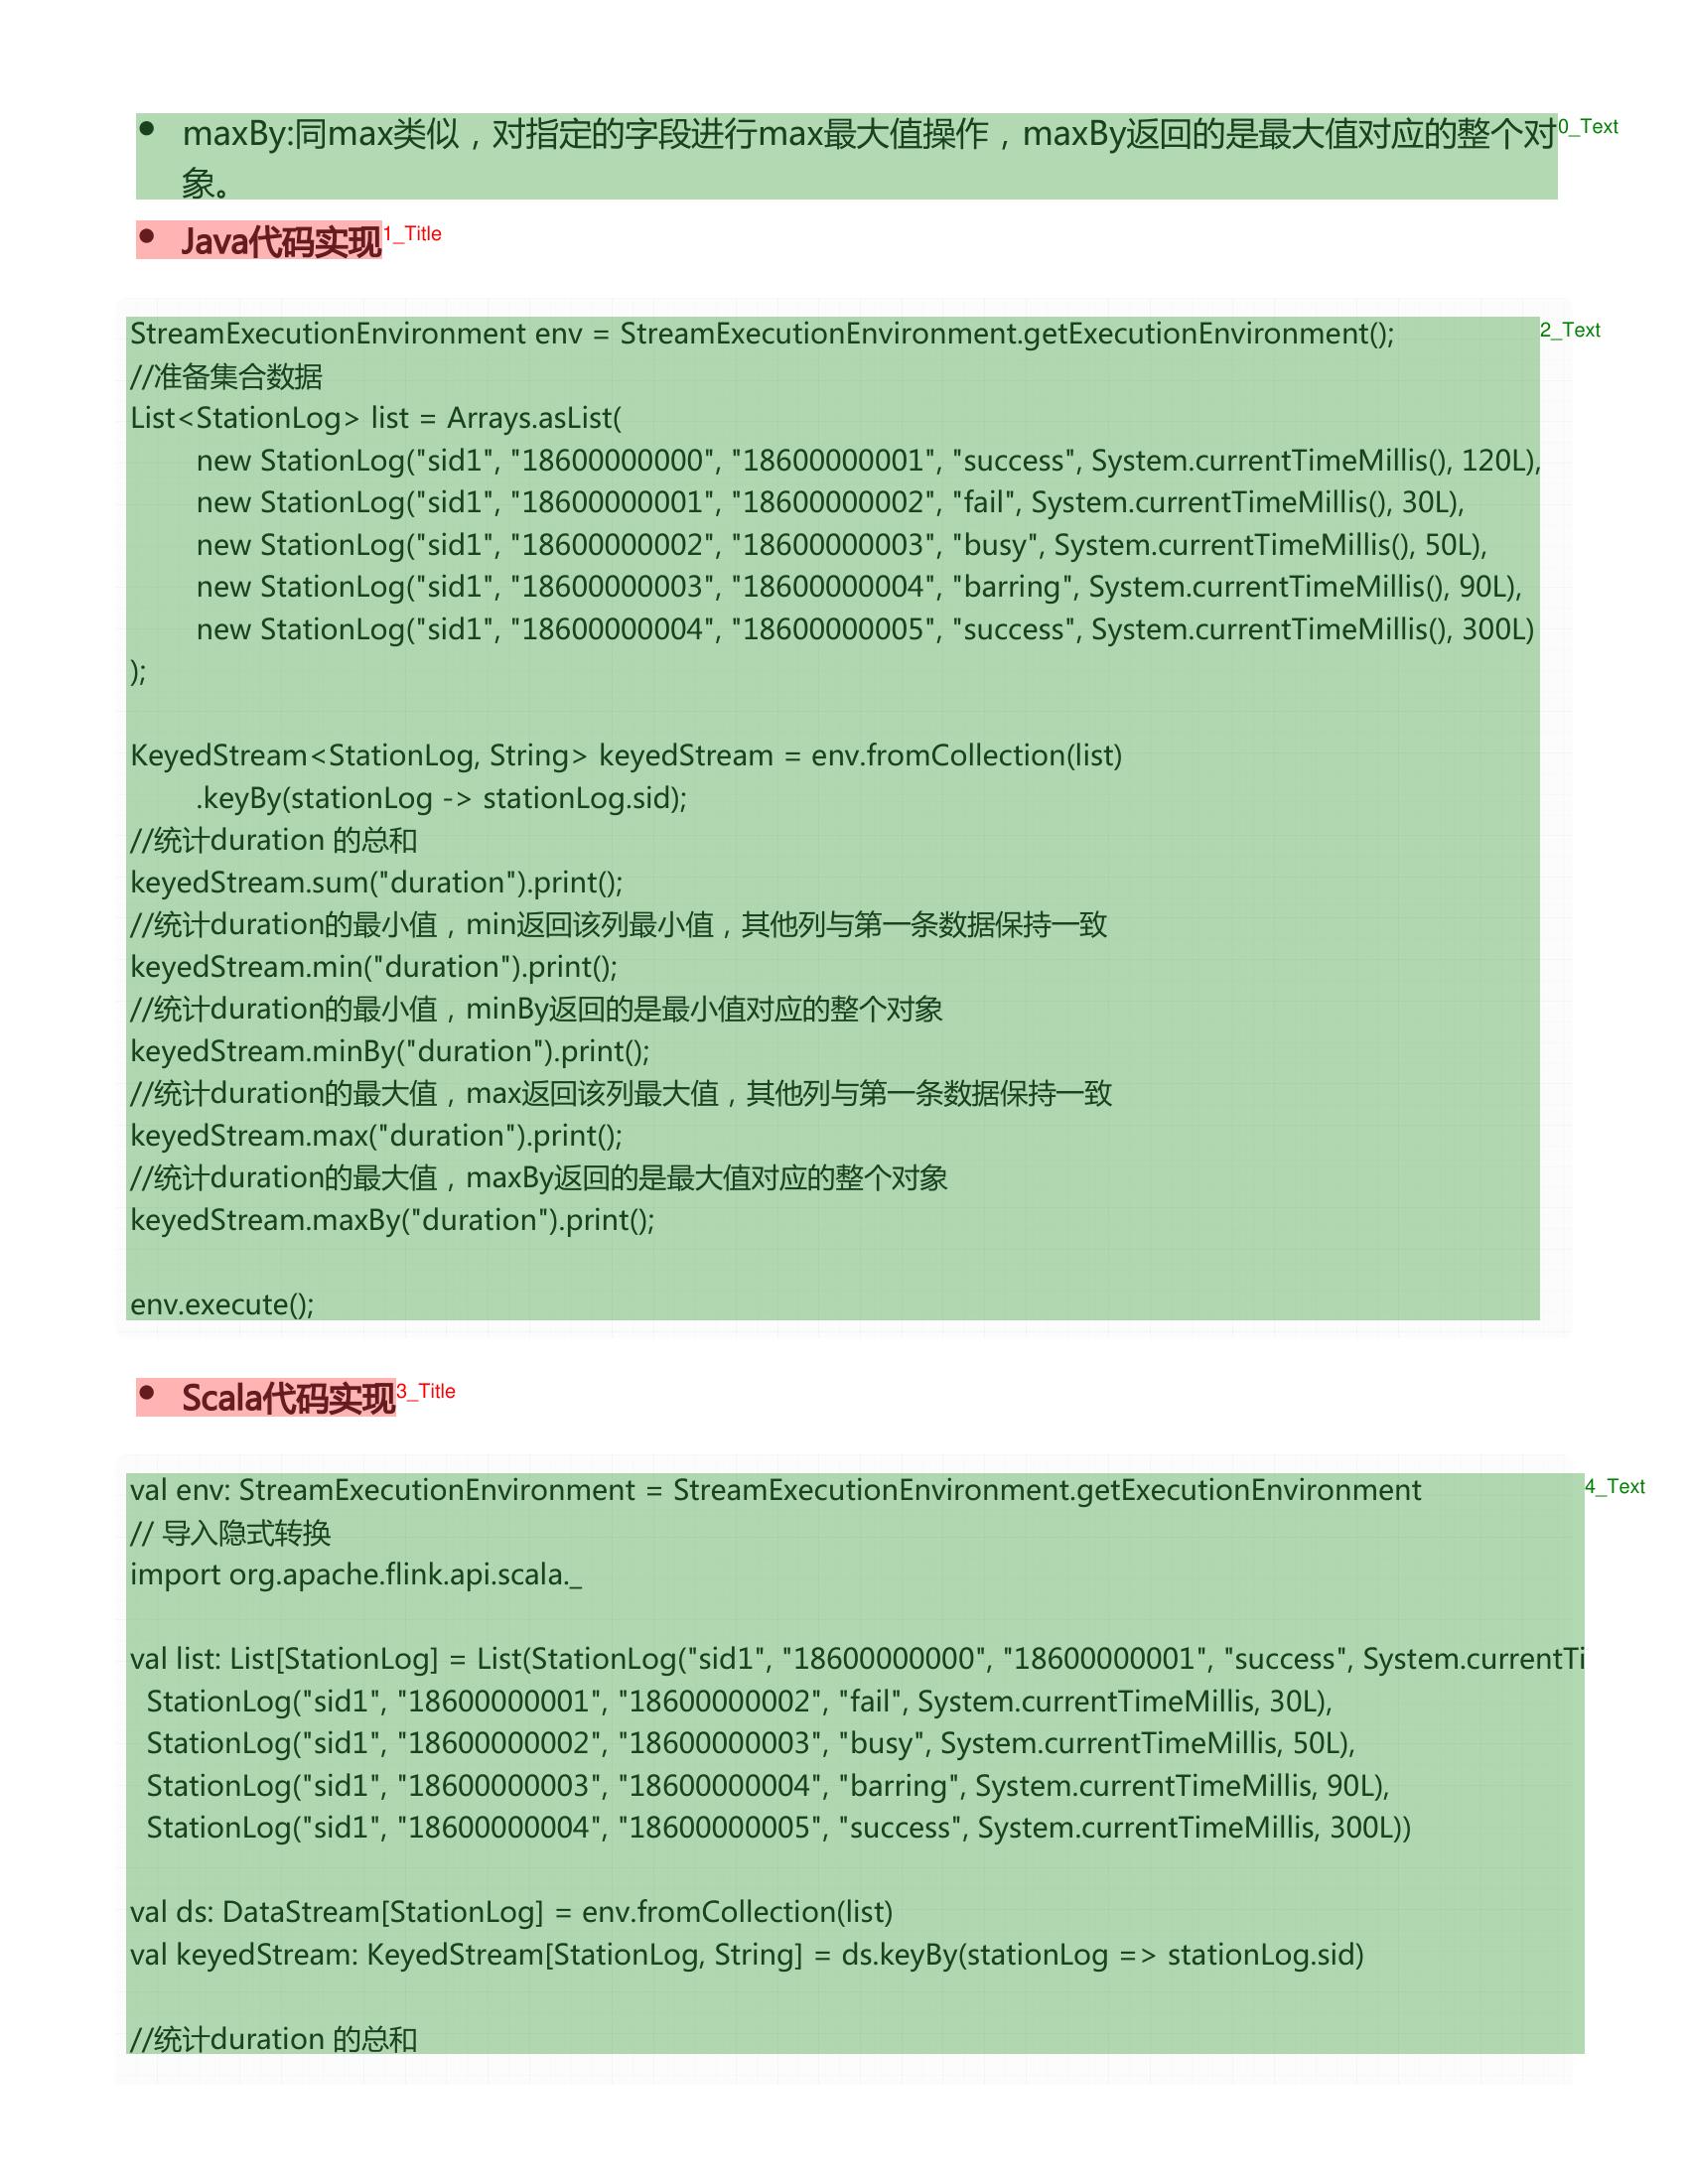 • maxBy:同max类似，对指定的字段进行max最大值操作，maxBy返回的是最大值对应的整个对
象。
0_Text
• Java代码实现
1_Title
StreamExecutionEnvironment env = StreamExecutionEnvironment.getExecutionEnvironment();
2_Text
//准备集合数据
List<StationLog> list = Arrays.asList(
new StationLog("sid1", "18600000000", "18600000001", "success", System.currentTimeMillis(), 120L),
new StationLog("sid1", "18600000001", "18600000002", "fail", System.currentTimeMillis(), 30L),
new StationLog("sid1", "18600000002", "18600000003", "busy", System.currentTimeMillis(), 50L),
new StationLog("sid1", "18600000003", "18600000004", "barring", System.currentTimeMillis(), 90L),
new StationLog("sid1", "18600000004", "18600000005", "success", System.currentTimeMillis(), 300L)
);
KeyedStream<StationLog, String> keyedStream = env.fromCollection(list)
.keyBy(stationLog -> stationLog.sid);
//统计duration 的总和
keyedStream.sum("duration").print();
//统计duration的最小值，min返回该列最小值，其他列与第一条数据保持一致
keyedStream.min("duration").print();
//统计duration的最小值，minBy返回的是最小值对应的整个对象
keyedStream.minBy("duration").print();
//统计duration的最大值，max返回该列最大值，其他列与第一条数据保持一致
keyedStream.max("duration").print();
//统计duration的最大值，maxBy返回的是最大值对应的整个对象
keyedStream.maxBy("duration").print();
env.execute();
• Scala代码实现
3_Title
val env: StreamExecutionEnvironment = StreamExecutionEnvironment.getExecutionEnvironment
4_Text
// 导入隐式转换
import org.apache.flink.api.scala._
val list: List[StationLog] = List(StationLog("sid1", "18600000000", "18600000001", "success", System.currentTi
StationLog("sid1", "18600000001", "18600000002", "fail", System.currentTimeMillis, 30L),
StationLog("sid1", "18600000002", "18600000003", "busy", System.currentTimeMillis, 50L),
StationLog("sid1", "18600000003", "18600000004", "barring", System.currentTimeMillis, 90L),
StationLog("sid1", "18600000004", "18600000005", "success", System.currentTimeMillis, 300L))
val ds: DataStream[StationLog] = env.fromCollection(list)
val keyedStream: KeyedStream[StationLog, String] = ds.keyBy(stationLog => stationLog.sid)
//统计duration 的总和